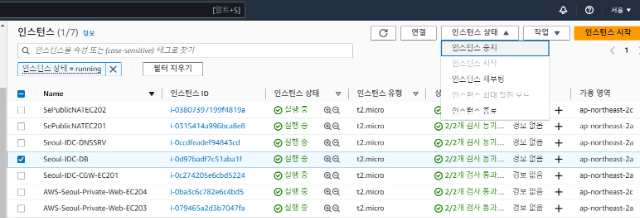 [알트+S]
서울
인스턴스 (1/7) 정보
연결
인스턴스 상태
작업
인스턴스 시작
인스턴스을 속성 또는 (case-sensitive) 태그로 찾기
인스턴스 중지
1
인스턴스 상태 = running
필터 지우기
인스턴스 시작
인스턴스 재부팅
인스턴스 최대 절전 모드
인스턴스 종료
Name 인스턴스 ID 인스턴스 상태 인스턴스 유형 가용 영역
SePublicNATEC202 i-03807397199f4819a 실행 중 t2.micro ap-northeast-2c
SePublicNATEC201 i-0315414a996bca8e8 실행 중 t2.micro 2/2개 검사 통과... 경보 없음 ap-northeast-2a
Seoul-IDC-DNSSRV i-0ccdfeadef94843cd 실행 중 t2.micro 2/2개 검사 통과... 경보 없음 ap-northeast-2a
Seoul-IDC-DB i-0d97badf7c51aba1f 실행 중 t2.micro 2/2개 검사 통과... 경보 없음 ap-northeast-2a
Seoul-IDC-CGW-EC201 i-0c274205e6cbd5224 실행 중 t2.micro 2/2개 검사 통과... 경보 없음 ap-northeast-2a
AWS-Seoul-Private-Web-EC204 i-0ba3c6c782e6c4bd5 실행 중 t2.micro 2/2개 검사 통과... 경보 없음 ap-northeast-2c
AWS-Seoul-Private-Web-EC203 i-079465a2d3b7047fa 실행 중 t2.micro 2/2개 검사 통과... 경보 없음 ap-northeast-2a